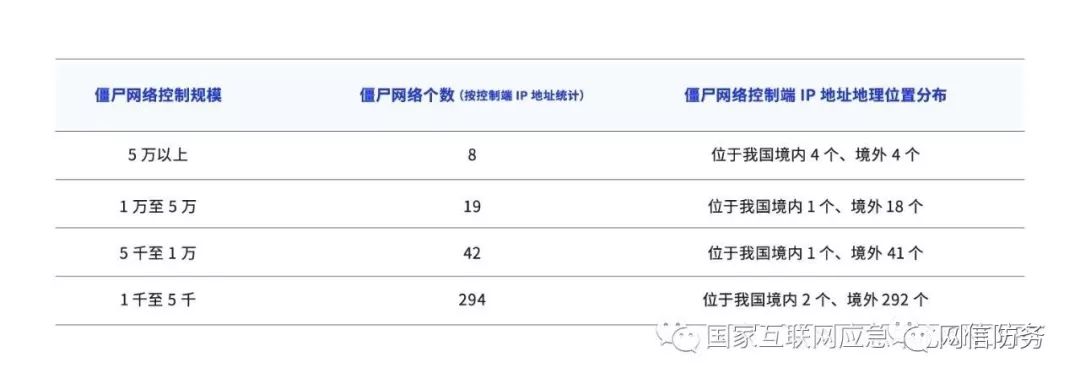 僵尸网络控制规模 僵尸网络个数（按控制端 IP 地址统计） 僵尸网络控制端 IP 地址地理位置分布
5 万以上 8 位于我国境内 4 个、境外 4 个
1 万至 5 万 19 位于我国境内 1 个、境外 18 个
5 千至 1 万 42 位于我国境内 1 个、境外 41 个
1 千至 5 千 294 位于我国境内 2 个、境外 292 个
国家互联网应急 网信防务